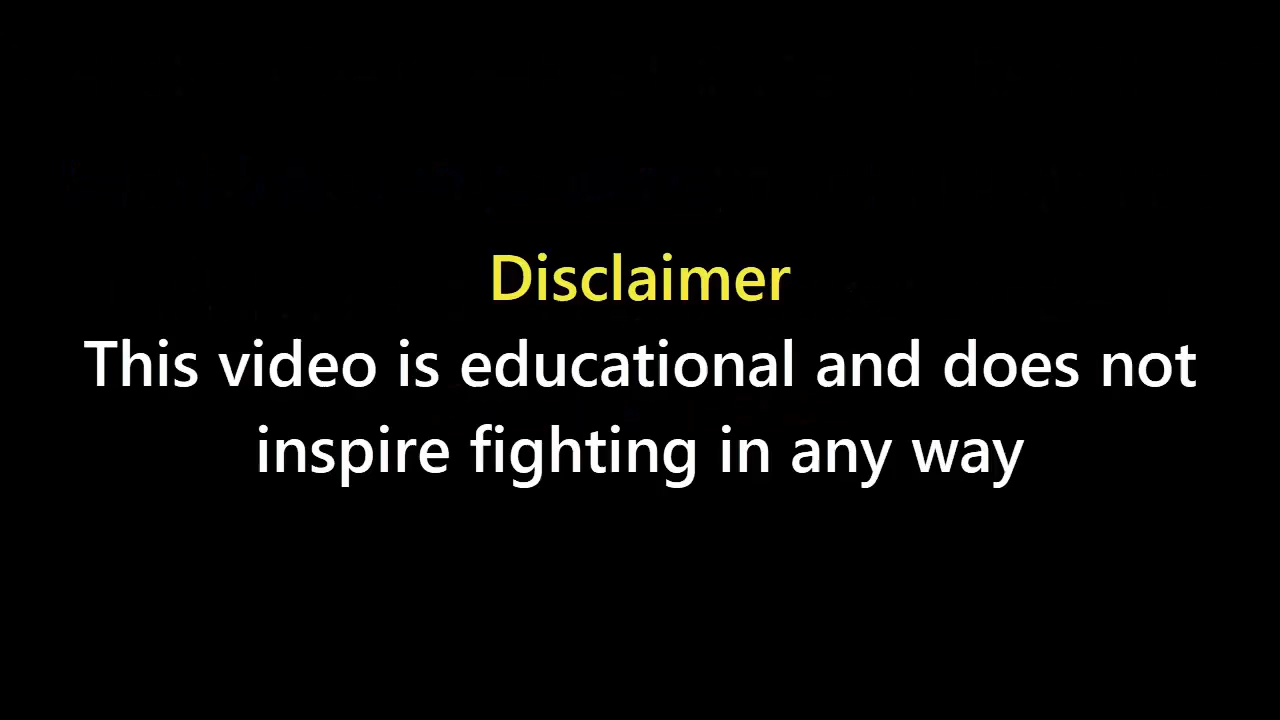 Disclaimer
This video is educational and does not
inspire fighting in any way